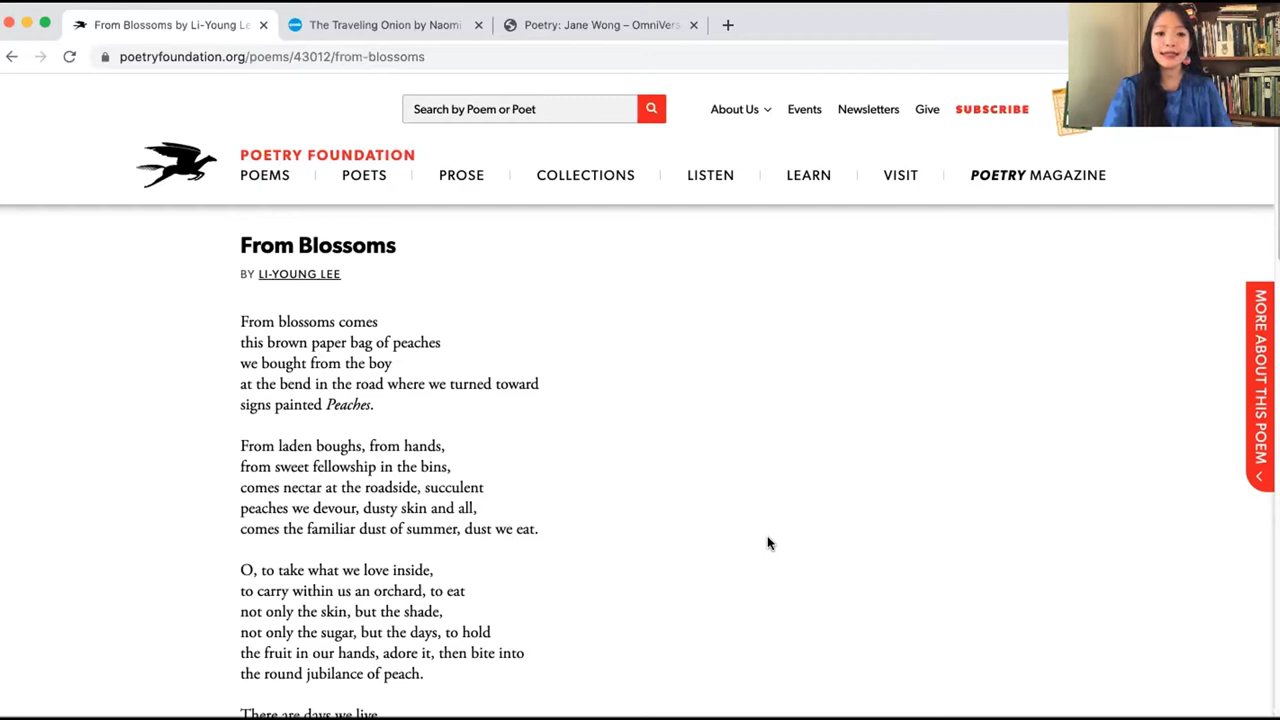 From Blossoms by Li-Young Le
The Traveling Onion by Naomi
Poetry: Jane Wong – OmniVers
poetryfoundation.org/poems/43012/from-blossoms
Search by Poem or Poet
About Us
Events
Newsletters
Give
SUBSCRIBE
POETRY FOUNDATION
POEMS
POETS
PROSE
COLLECTIONS
LISTEN
LEARN
VISIT
POETRY MAGAZINE
From Blossoms
BY LI-YOUNG LEE
From blossoms comes
this brown paper bag of peaches
we bought from the boy
at the bend in the road where we turned toward
signs painted Peaches.
From laden boughs, from hands,
from sweet fellowship in the bins,
comes nectar at the roadside, succulent
peaches we devour, dusty skin and all,
comes the familiar dust of summer, dust we eat.
O, to take what we love inside,
to carry within us an orchard, to eat
not only the skin, but the shade,
not only the sugar, but the days, to hold
the fruit in our hands, adore it, then bite into
the round jubilance of peach.
There are days we live
MORE ABOUT THIS POEM